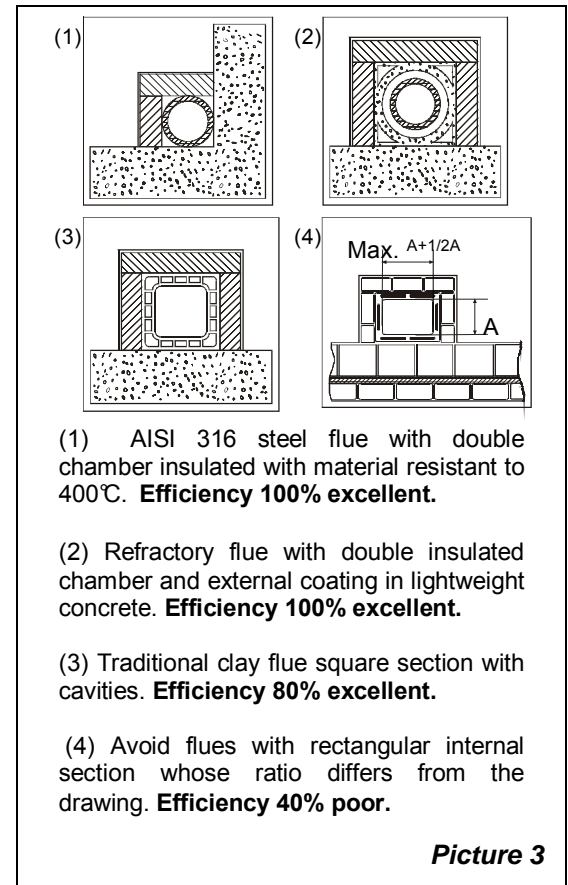 (1) (2)
(3) (4)
Max. A+1/2A
A
(1) AISI 316 steel flue with double
chamber insulated with material resistant to
400℃. Efficiency 100% excellent.
(2) Refractory flue with double insulated
chamber and external coating in lightweight
concrete. Efficiency 100% excellent.
(3) Traditional clay flue square section with
cavities. Efficiency 80% excellent.
(4) Avoid flues with rectangular internal
section whose ratio differs from the
drawing. Efficiency 40% poor.
Picture 3